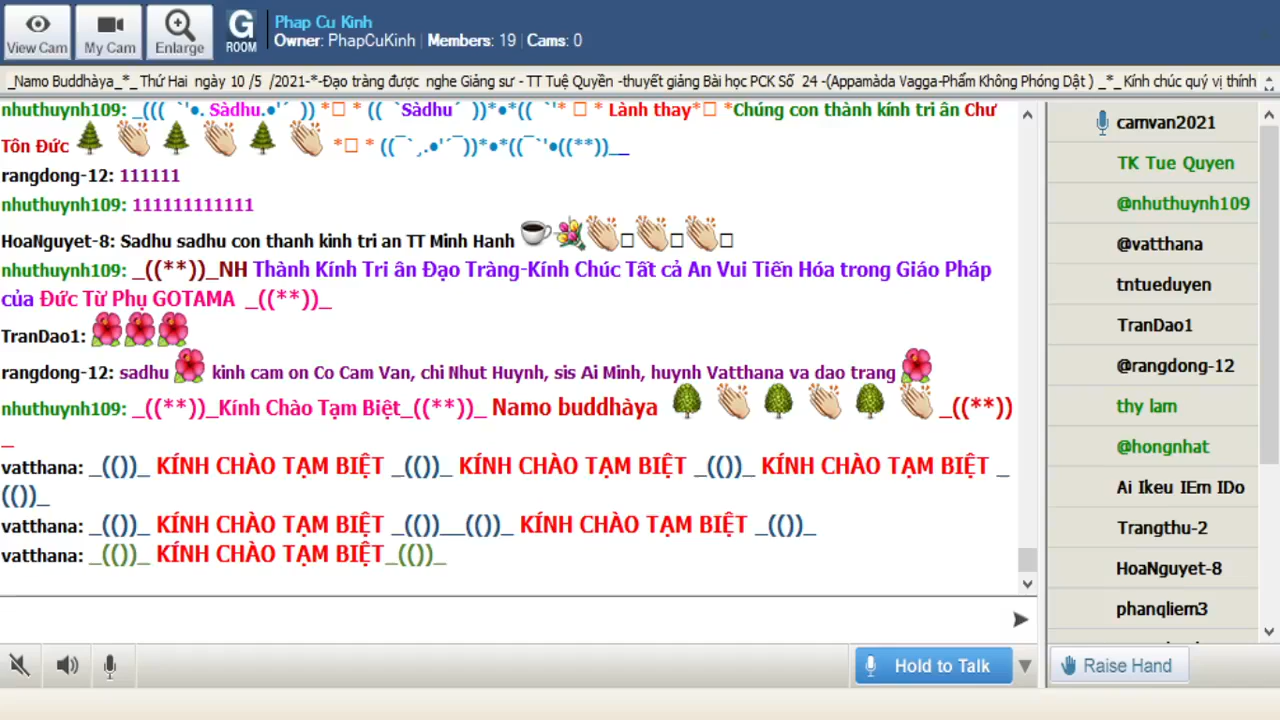 View Cam
My Cam
Enlarge
G
ROOM
Phap Cu Kinh
Owner: PhapCuKinh | Members: 19 | Cams: 0
_Namo Buddhàya_*_ Thứ Hai ngày 10 /5 /2021-*-Đạo tràng được nghe Giảng sư - TT Tuệ Quyền -thuyết giảng Bài học PCK Số 24 -(Appamàda Vagga-Phẩm Không Phóng Dật ) _*_ Kính chúc quý vị thính
nhuthuynh109: _((( `'•. Sàdhu.•'´ )) *▯ * (( `Sàdhu´ ))*•*(( `'* ▯ * Lành thay*▯ *Chúng con thành kính tri ân Chư
Tôn Đức *▯ * ((¯`¸.•'´¯))*•*((¯`'•((**))__
rangdong-12: 111111
nhuthuynh109: 111111111111
HoaNguyet-8: Sadhu sadhu con thanh kinh tri an TT Minh Hanh
nhuthuynh109: _((**))_NH Thành Kính Tri ân Đạo Tràng-Kính Chúc Tất cả An Vui Tiến Hóa trong Giáo Pháp
của Đức Từ Phụ GOTAMA _((**))_
TranDao1:
rangdong-12: sadhu kinh cam on Co Cam Van, chi Nhut Huynh, sis Ai Minh, huynh Vatthana va dao trang
nhuthuynh109: _((**))_Kính Chào Tạm Biệt_((**))_ Namo buddhàya _((**))
_
vatthana: _(())_ KÍNH CHÀO TẠM BIỆT _(())_ KÍNH CHÀO TẠM BIỆT _(())_ KÍNH CHÀO TẠM BIỆT _
(())_
vatthana: _(())_ KÍNH CHÀO TẠM BIỆT _(())__(())_ KÍNH CHÀO TẠM BIỆT _(())_
vatthana: _(())_ KÍNH CHÀO TẠM BIỆT_(())_
camvan2021
TK Tue Quyen
@nhuthuynh109
@vatthana
tntueduyen
TranDao1
@rangdong-12
thy lam
@hongnhat
Ai Ikeu IEm IDo
Trangthu-2
HoaNguyet-8
phanqliem3
Hold to Talk
Raise Hand